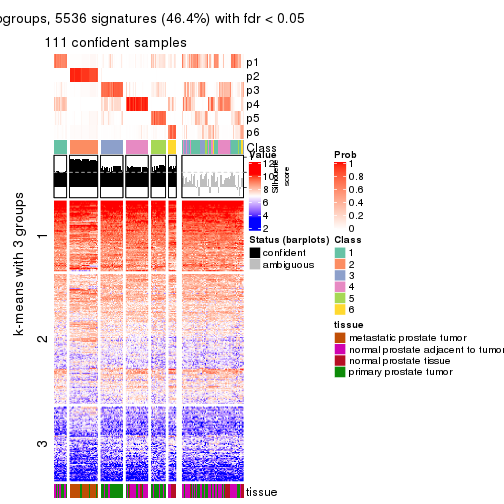 ogroups, 5536 signatures (46.4%) with fdr < 0.05
111 confident samples
p1
p2
p3
p4
p5
p6
Class
k-means with 3 groups
1
2
3
tissue
Value
12
10
8
6
4
2
silhouette
score
Status (barplots)
confident
ambiguous
Prob
1
0.8
0.6
0.4
0.2
0
Class
1
2
3
4
5
6
tissue
metastatic prostate tumor
normal prostate adjacent to tumor
normal prostate tissue
primary prostate tumor